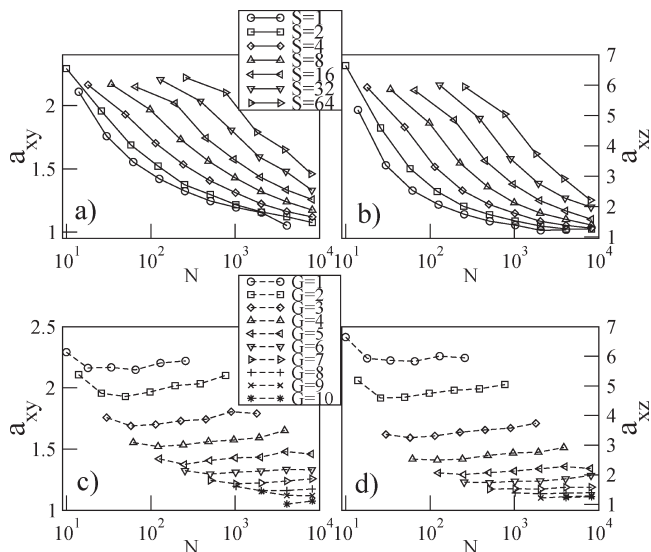 S=1
S=2
S=4
S=8
S=16
S=32
S=64
a_xy
2
1.5
1
a)
10^1 10^2 10^3 10^4
N
b)
10^1 10^2 10^3 10^4
N
7
6
5
4
3
2
1
a_xz
G=1
G=2
G=3
G=4
G=5
G=6
G=7
G=8
G=9
G=10
a_xy
2.5
2
1.5
1
c)
10^1 10^2 10^3 10^4
N
d)
10^1 10^2 10^3 10^4
N
7
6
5
4
3
2
1
a_xz